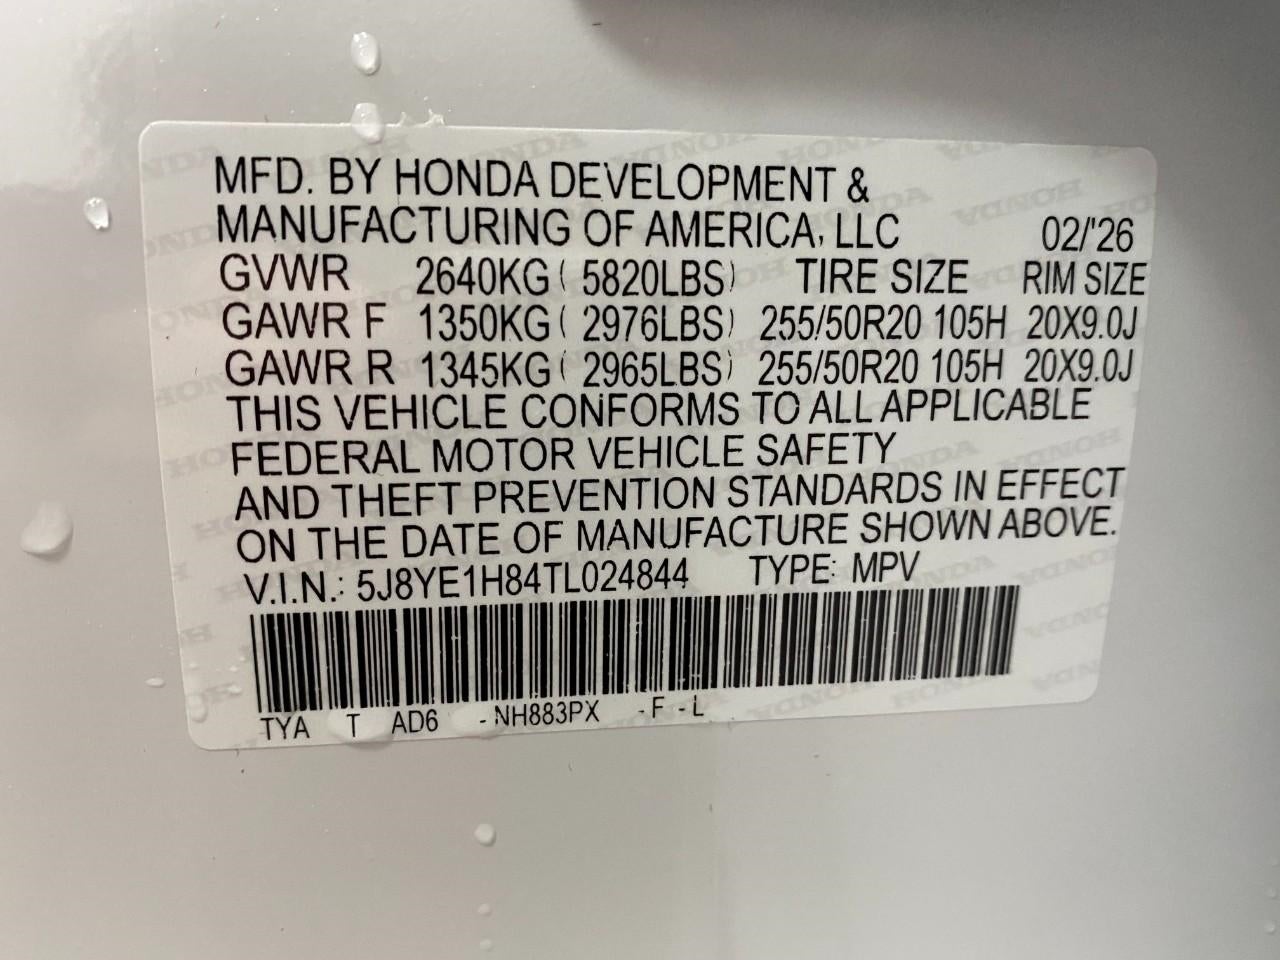 MFD. BY HONDA DEVELOPMENT &
MANUFACTURING OF AMERICA, LLC 02/'26
GVWR 2640KG ( 5820LBS) TIRE SIZE RIM SIZE
GAWR F 1350KG ( 2976LBS) 255/50R20 105H 20X9.0J
GAWR R 1345KG ( 2965LBS) 255/50R20 105H 20X9.0J
THIS VEHICLE CONFORMS TO ALL APPLICABLE
FEDERAL MOTOR VEHICLE SAFETY
AND THEFT PREVENTION STANDARDS IN EFFECT
ON THE DATE OF MANUFACTURE SHOWN ABOVE.
V.I.N.: 5J8YE1H84TL024844 TYPE: MPV
TYA T AD6 -NH883PX -F-L